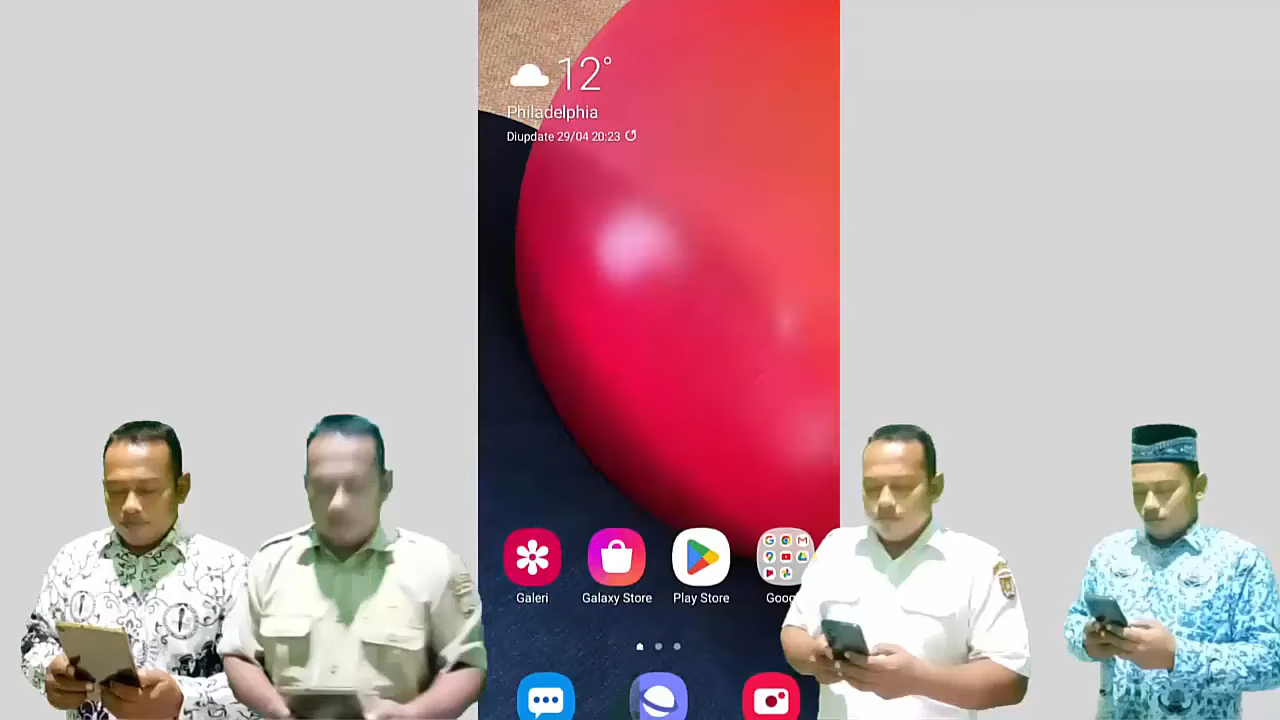 12°
Philadelphia
Diupdate 29/04 20:23
Galeri
Galaxy Store
Play Store